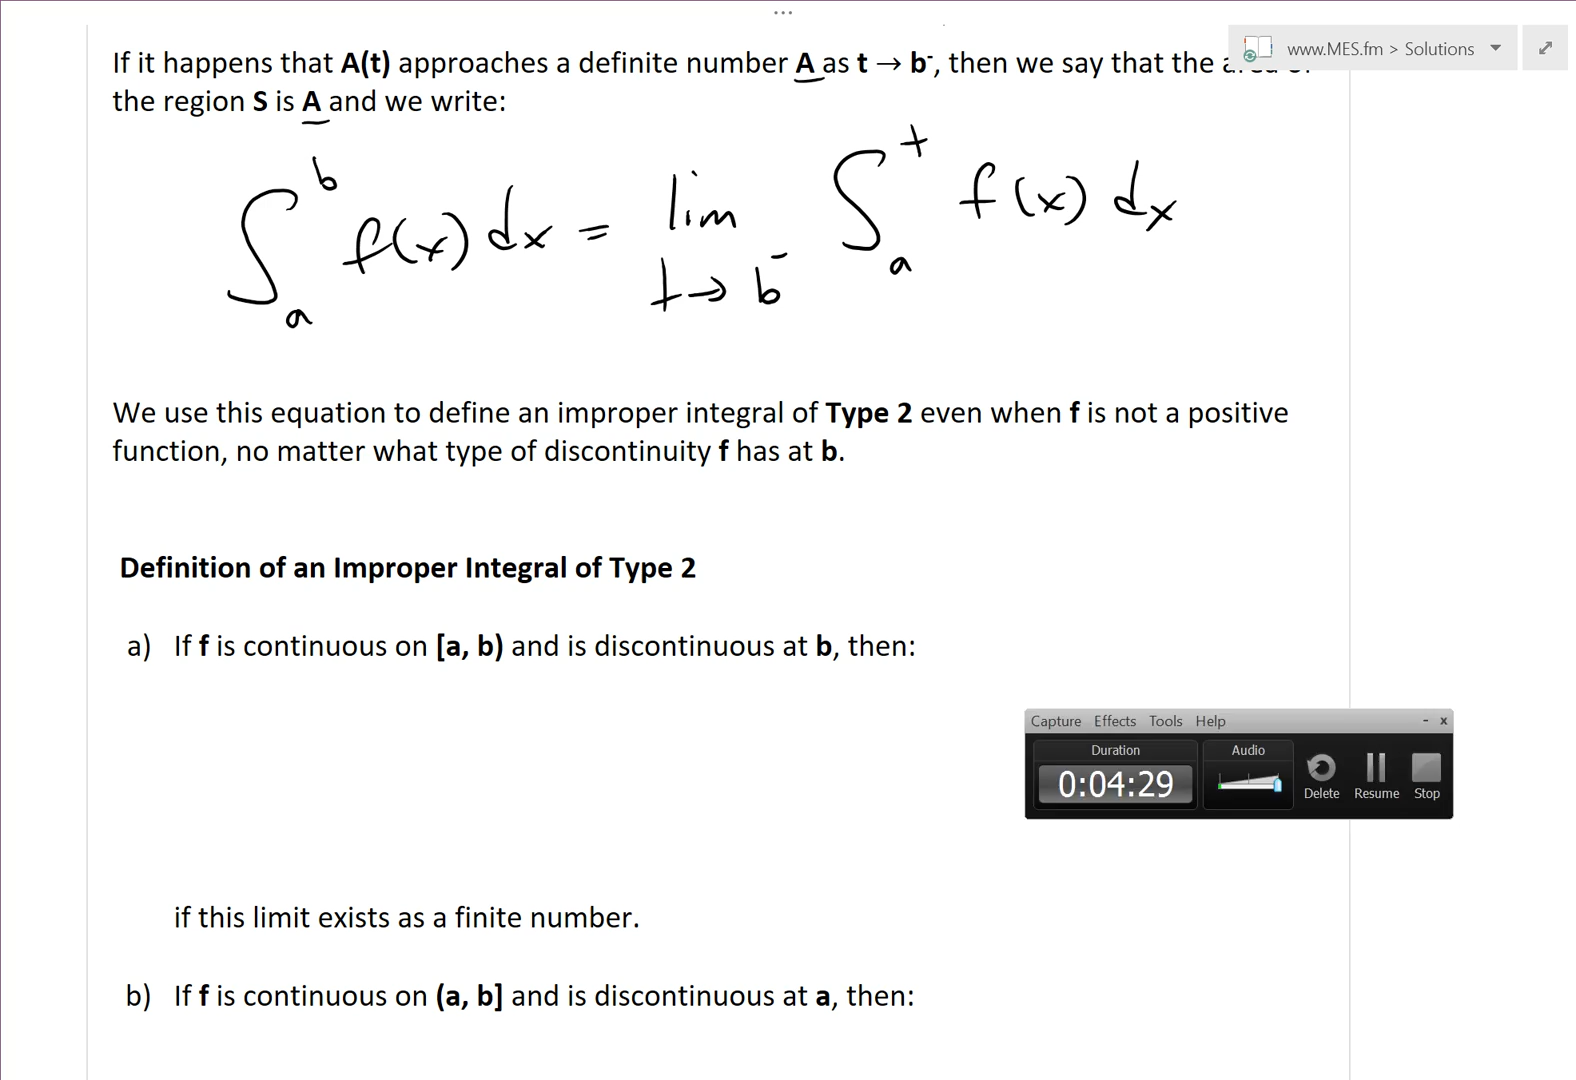 If it happens that A(t) approaches a definite number A as t → b⁻, then we say that the
the region S is A and we write:
∫ₐᵇ f(x) dx = lim t→b⁻ ∫ₐᵗ f(x) dx
We use this equation to define an improper integral of Type 2 even when f is not a positive
function, no matter what type of discontinuity f has at b.
Definition of an Improper Integral of Type 2
a) If f is continuous on [a, b) and is discontinuous at b, then:
if this limit exists as a finite number.
b) If f is continuous on (a, b] and is discontinuous at a, then:
www.MES.fm > Solutions
Capture Effects Tools Help - x
Duration Audio
0:04:29
Delete Resume Stop